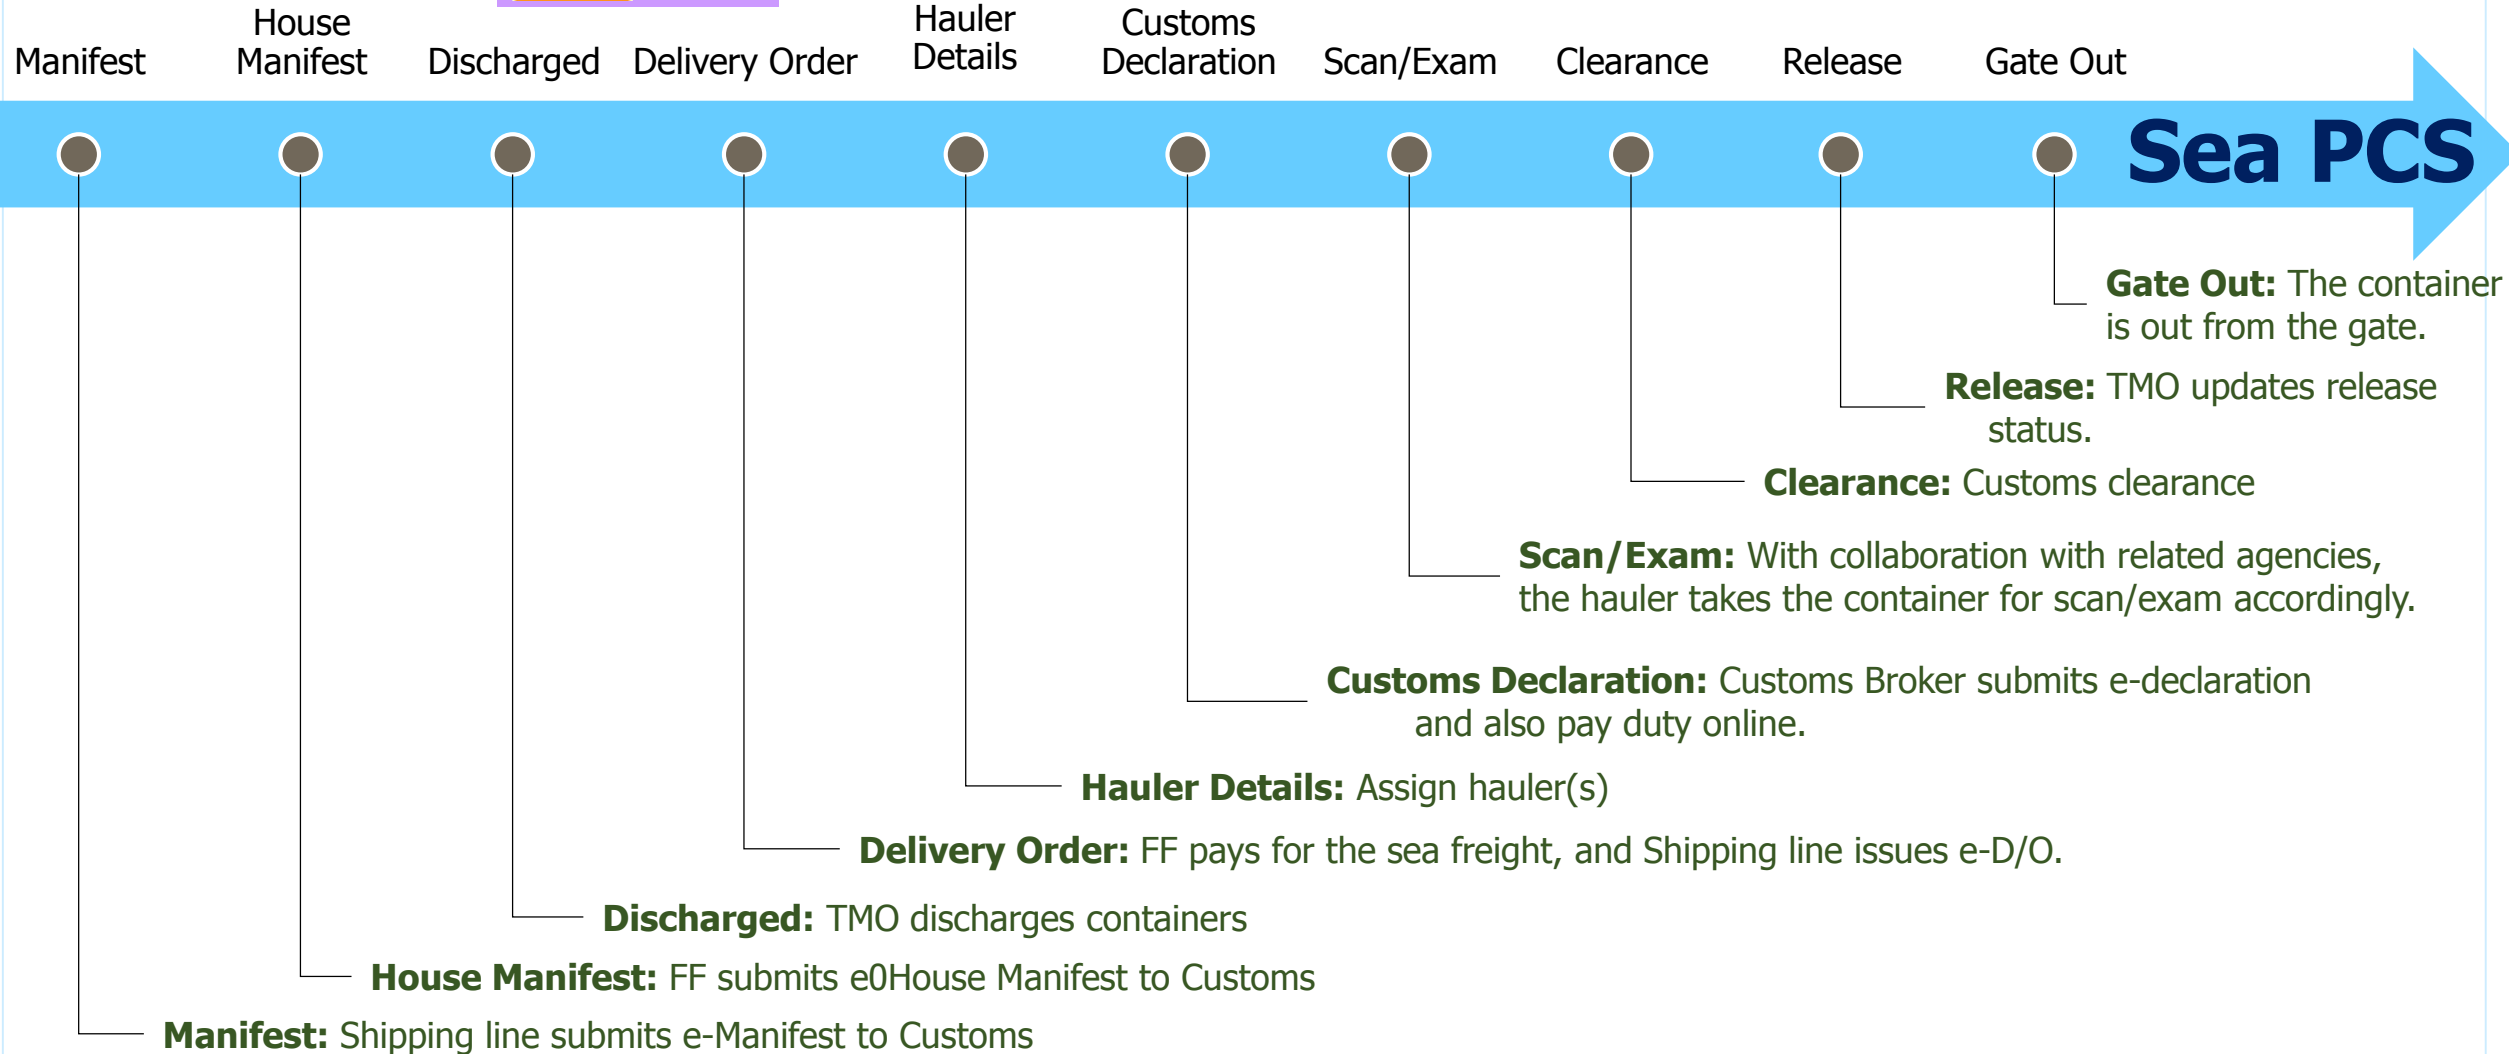 Manifest
House
Manifest
Discharged
Delivery Order
Hauler
Details
Customs
Declaration
Scan/Exam
Clearance
Release
Gate Out
Sea PCS
Gate Out: The container
is out from the gate.
Release: TMO updates release
status.
Clearance: Customs clearance
Scan/Exam: With collaboration with related agencies,
the hauler takes the container for scan/exam accordingly.
Customs Declaration: Customs Broker submits e-declaration
and also pay duty online.
Hauler Details: Assign hauler(s)
Delivery Order: FF pays for the sea freight, and Shipping line issues e-D/O.
Discharged: TMO discharges containers
House Manifest: FF submits e0House Manifest to Customs
Manifest: Shipping line submits e-Manifest to Customs